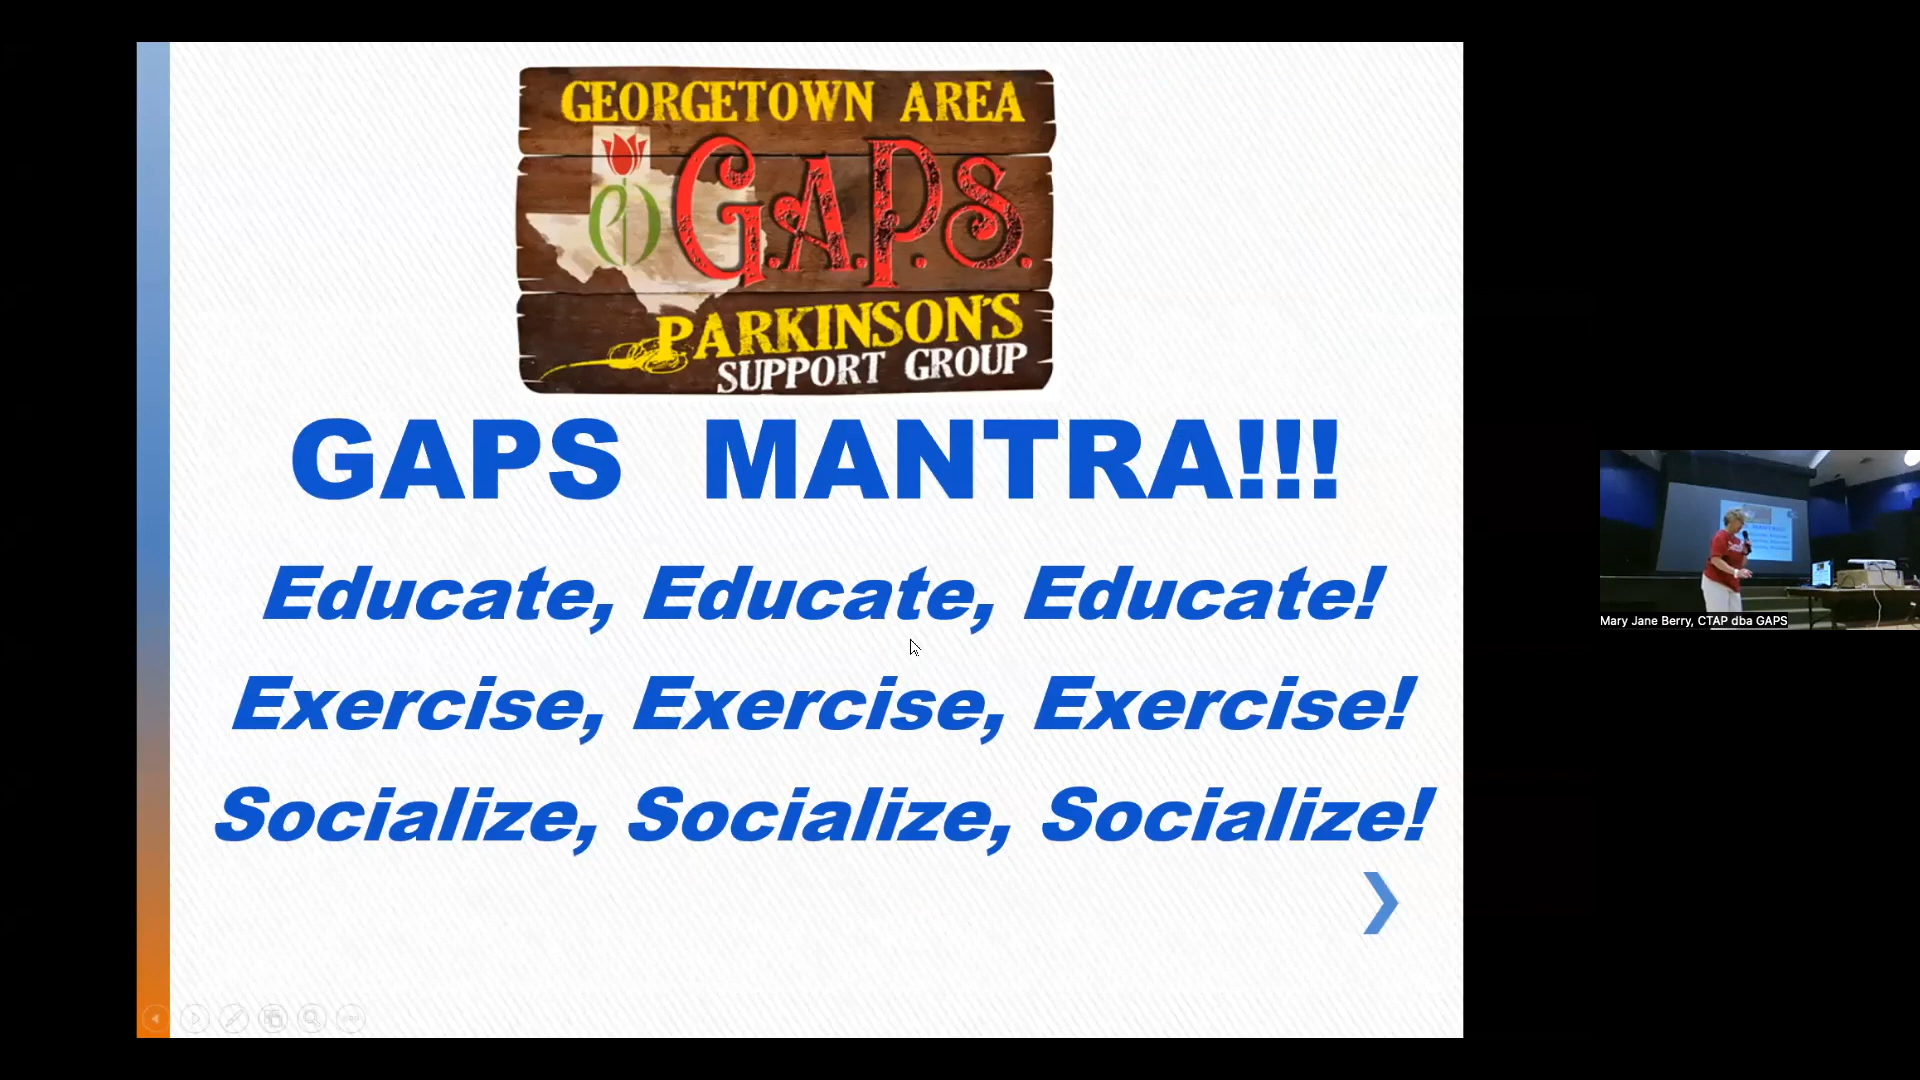 GEORGETOWN AREA
G.A.P.S.
PARKINSON'S
SUPPORT GROUP
GAPS MANTRA!!!
Educate, Educate, Educate!
Exercise, Exercise, Exercise!
Socialize, Socialize, Socialize!
Mary Jane Berry, CTAP dba GAPS